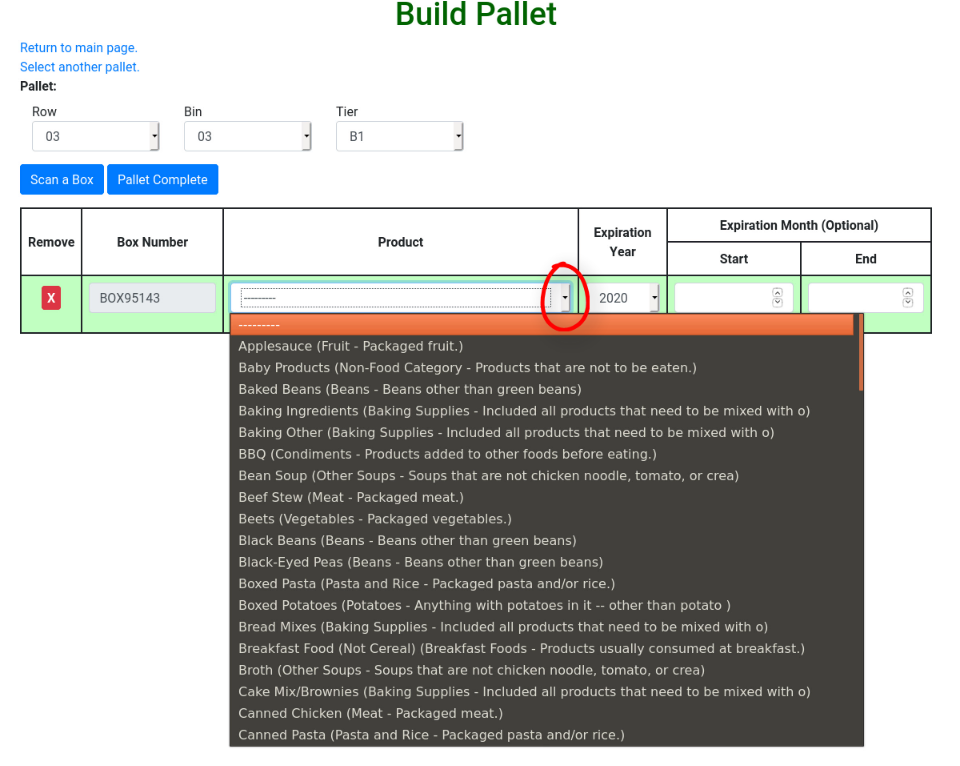 Build Pallet
Return to main page.
Select another pallet.
Pallet:
Row Bin Tier
03 03 B1
Scan a Box Pallet Complete
Remove Box Number Product Expiration Year Expiration Month (Optional)
Start End
X BOX95143 --------- 2020
---------
Applesauce (Fruit - Packaged fruit.)
Baby Products (Non-Food Category - Products that are not to be eaten.)
Baked Beans (Beans - Beans other than green beans)
Baking Ingredients (Baking Supplies - Included all products that need to be mixed with o)
Baking Other (Baking Supplies - Included all products that need to be mixed with o)
BBQ (Condiments - Products added to other foods before eating.)
Bean Soup (Other Soups - Soups that are not chicken noodle, tomato, or crea)
Beef Stew (Meat - Packaged meat.)
Beets (Vegetables - Packaged vegetables.)
Black Beans (Beans - Beans other than green beans)
Black-Eyed Peas (Beans - Beans other than green beans)
Boxed Pasta (Pasta and Rice - Packaged pasta and/or rice.)
Boxed Potatoes (Potatoes - Anything with potatoes in it -- other than potato )
Bread Mixes (Baking Supplies - Included all products that need to be mixed with o)
Breakfast Food (Not Cereal) (Breakfast Foods - Products usually consumed at breakfast.)
Broth (Other Soups - Soups that are not chicken noodle, tomato, or crea)
Cake Mix/Brownies (Baking Supplies - Included all products that need to be mixed with o)
Canned Chicken (Meat - Packaged meat.)
Canned Pasta (Pasta and Rice - Packaged pasta and/or rice.)